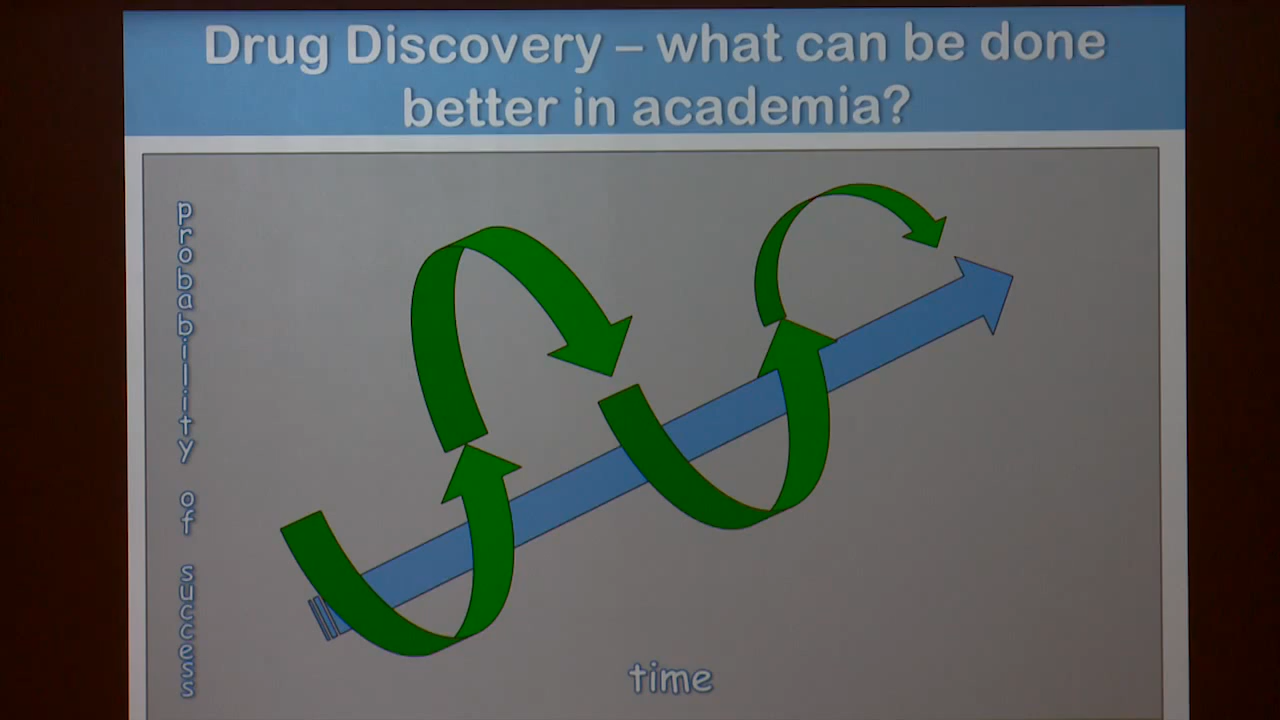 Drug Discovery – what can be done
better in academia?
probability of success
time